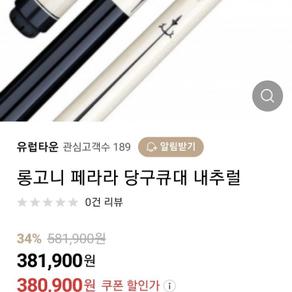 유럽타운 관심고객수 189 알림받기
롱고니 페라라 당구큐대 내추럴
0건 리뷰
34% 581,900원
381,900원
380,900원 쿠폰 할인가